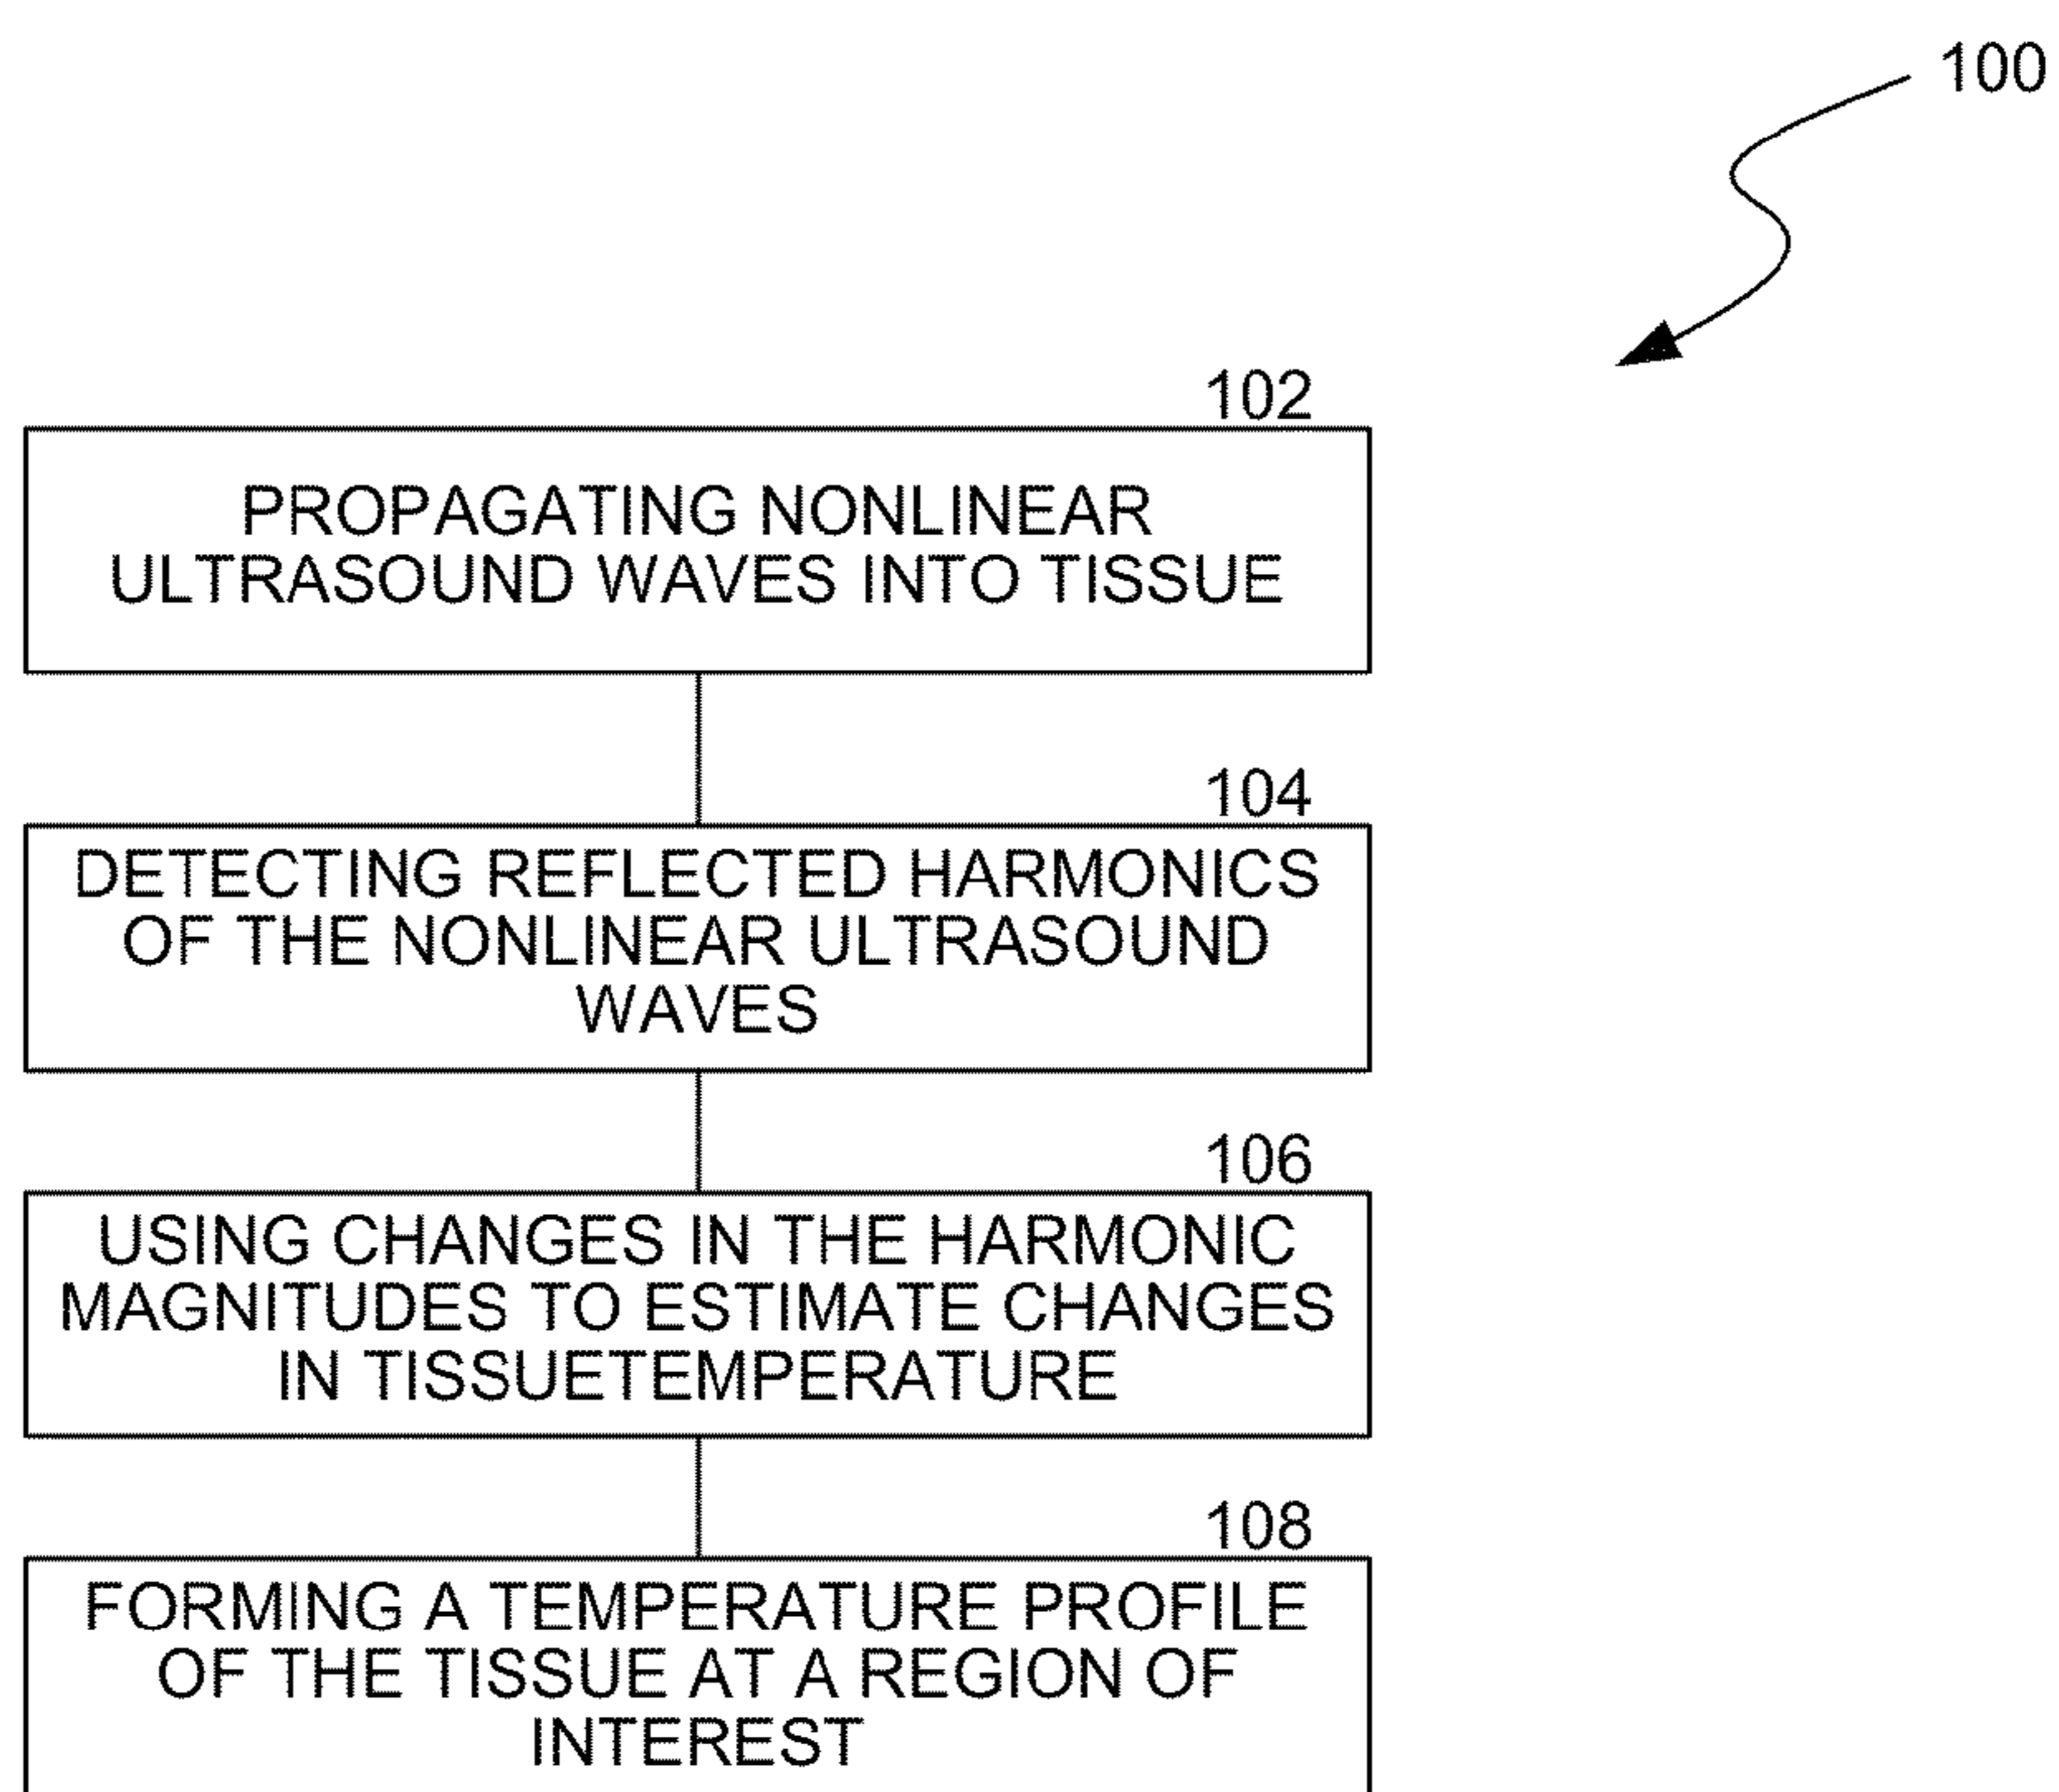 100
102
PROPAGATING NONLINEAR
ULTRASOUND WAVES INTO TISSUE
104
DETECTING REFLECTED HARMONICS
OF THE NONLINEAR ULTRASOUND
WAVES
106
USING CHANGES IN THE HARMONIC
MAGNITUDES TO ESTIMATE CHANGES
IN TISSUETEMPERATURE
108
FORMING A TEMPERATURE PROFILE
OF THE TISSUE AT A REGION OF
INTEREST